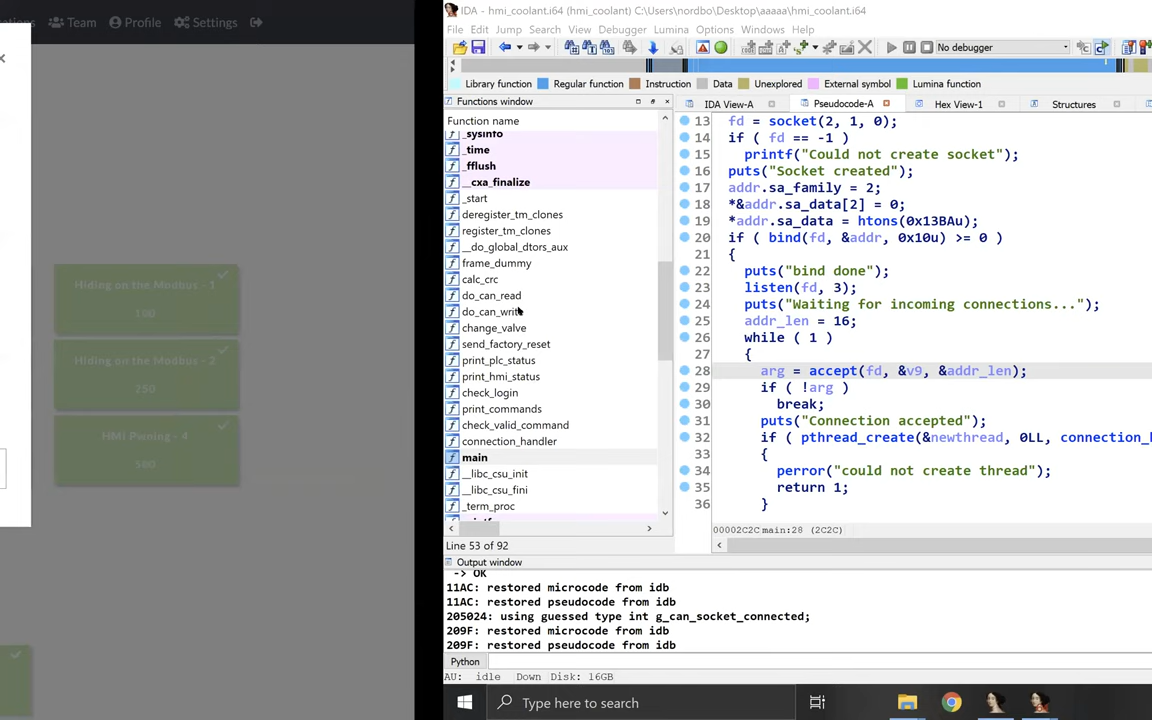 Team Profile Settings
Hiding on the Modbus - 1
100
Hiding on the Modbus - 2
250
HMI Pwning - 4
500
IDA - hmi_coolant.i64 (hmi_coolant) C:\Users\nordbo\Desktop\aaaaa\hmi_coolant.i64
File Edit Jump Search View Debugger Lumina Options Windows Help
No debugger
Library function Regular function Instruction Data Unexplored External symbol Lumina function
Functions window
Function name
_sysinfo
_time
_fflush
__cxa_finalize
_start
deregister_tm_clones
register_tm_clones
__do_global_dtors_aux
frame_dummy
calc_crc
do_can_read
do_can_writ
change_valve
send_factory_reset
print_plc_status
print_hmi_status
check_login
print_commands
check_valid_command
connection_handler
main
__libc_csu_init
__libc_csu_fini
_term_proc
Line 53 of 92
IDA View-A Pseudocode-A Hex View-1 Structures
13 fd = socket(2, 1, 0);
14 if ( fd == -1 )
15 printf("Could not create socket");
16 puts("Socket created");
17 addr.sa_family = 2;
18 *&addr.sa_data[2] = 0;
19 *addr.sa_data = htons(0x13BAu);
20 if ( bind(fd, &addr, 0x10u) >= 0 )
21 {
22 puts("bind done");
23 listen(fd, 3);
24 puts("Waiting for incoming connections...");
25 addr_len = 16;
26 while ( 1 )
27 {
28 arg = accept(fd, &v9, &addr_len);
29 if ( !arg )
30 break;
31 puts("Connection accepted");
32 if ( pthread_create(&newthread, 0LL, connection_h
33 {
34 perror("could not create thread");
35 return 1;
36 }
00002C2C main:28 (2C2C)
Output window
-> OK
11AC: restored microcode from idb
11AC: restored pseudocode from idb
205024: using guessed type int g_can_socket_connected;
209F: restored microcode from idb
209F: restored pseudocode from idb
Python
AU: idle Down Disk: 16GB
Type here to search